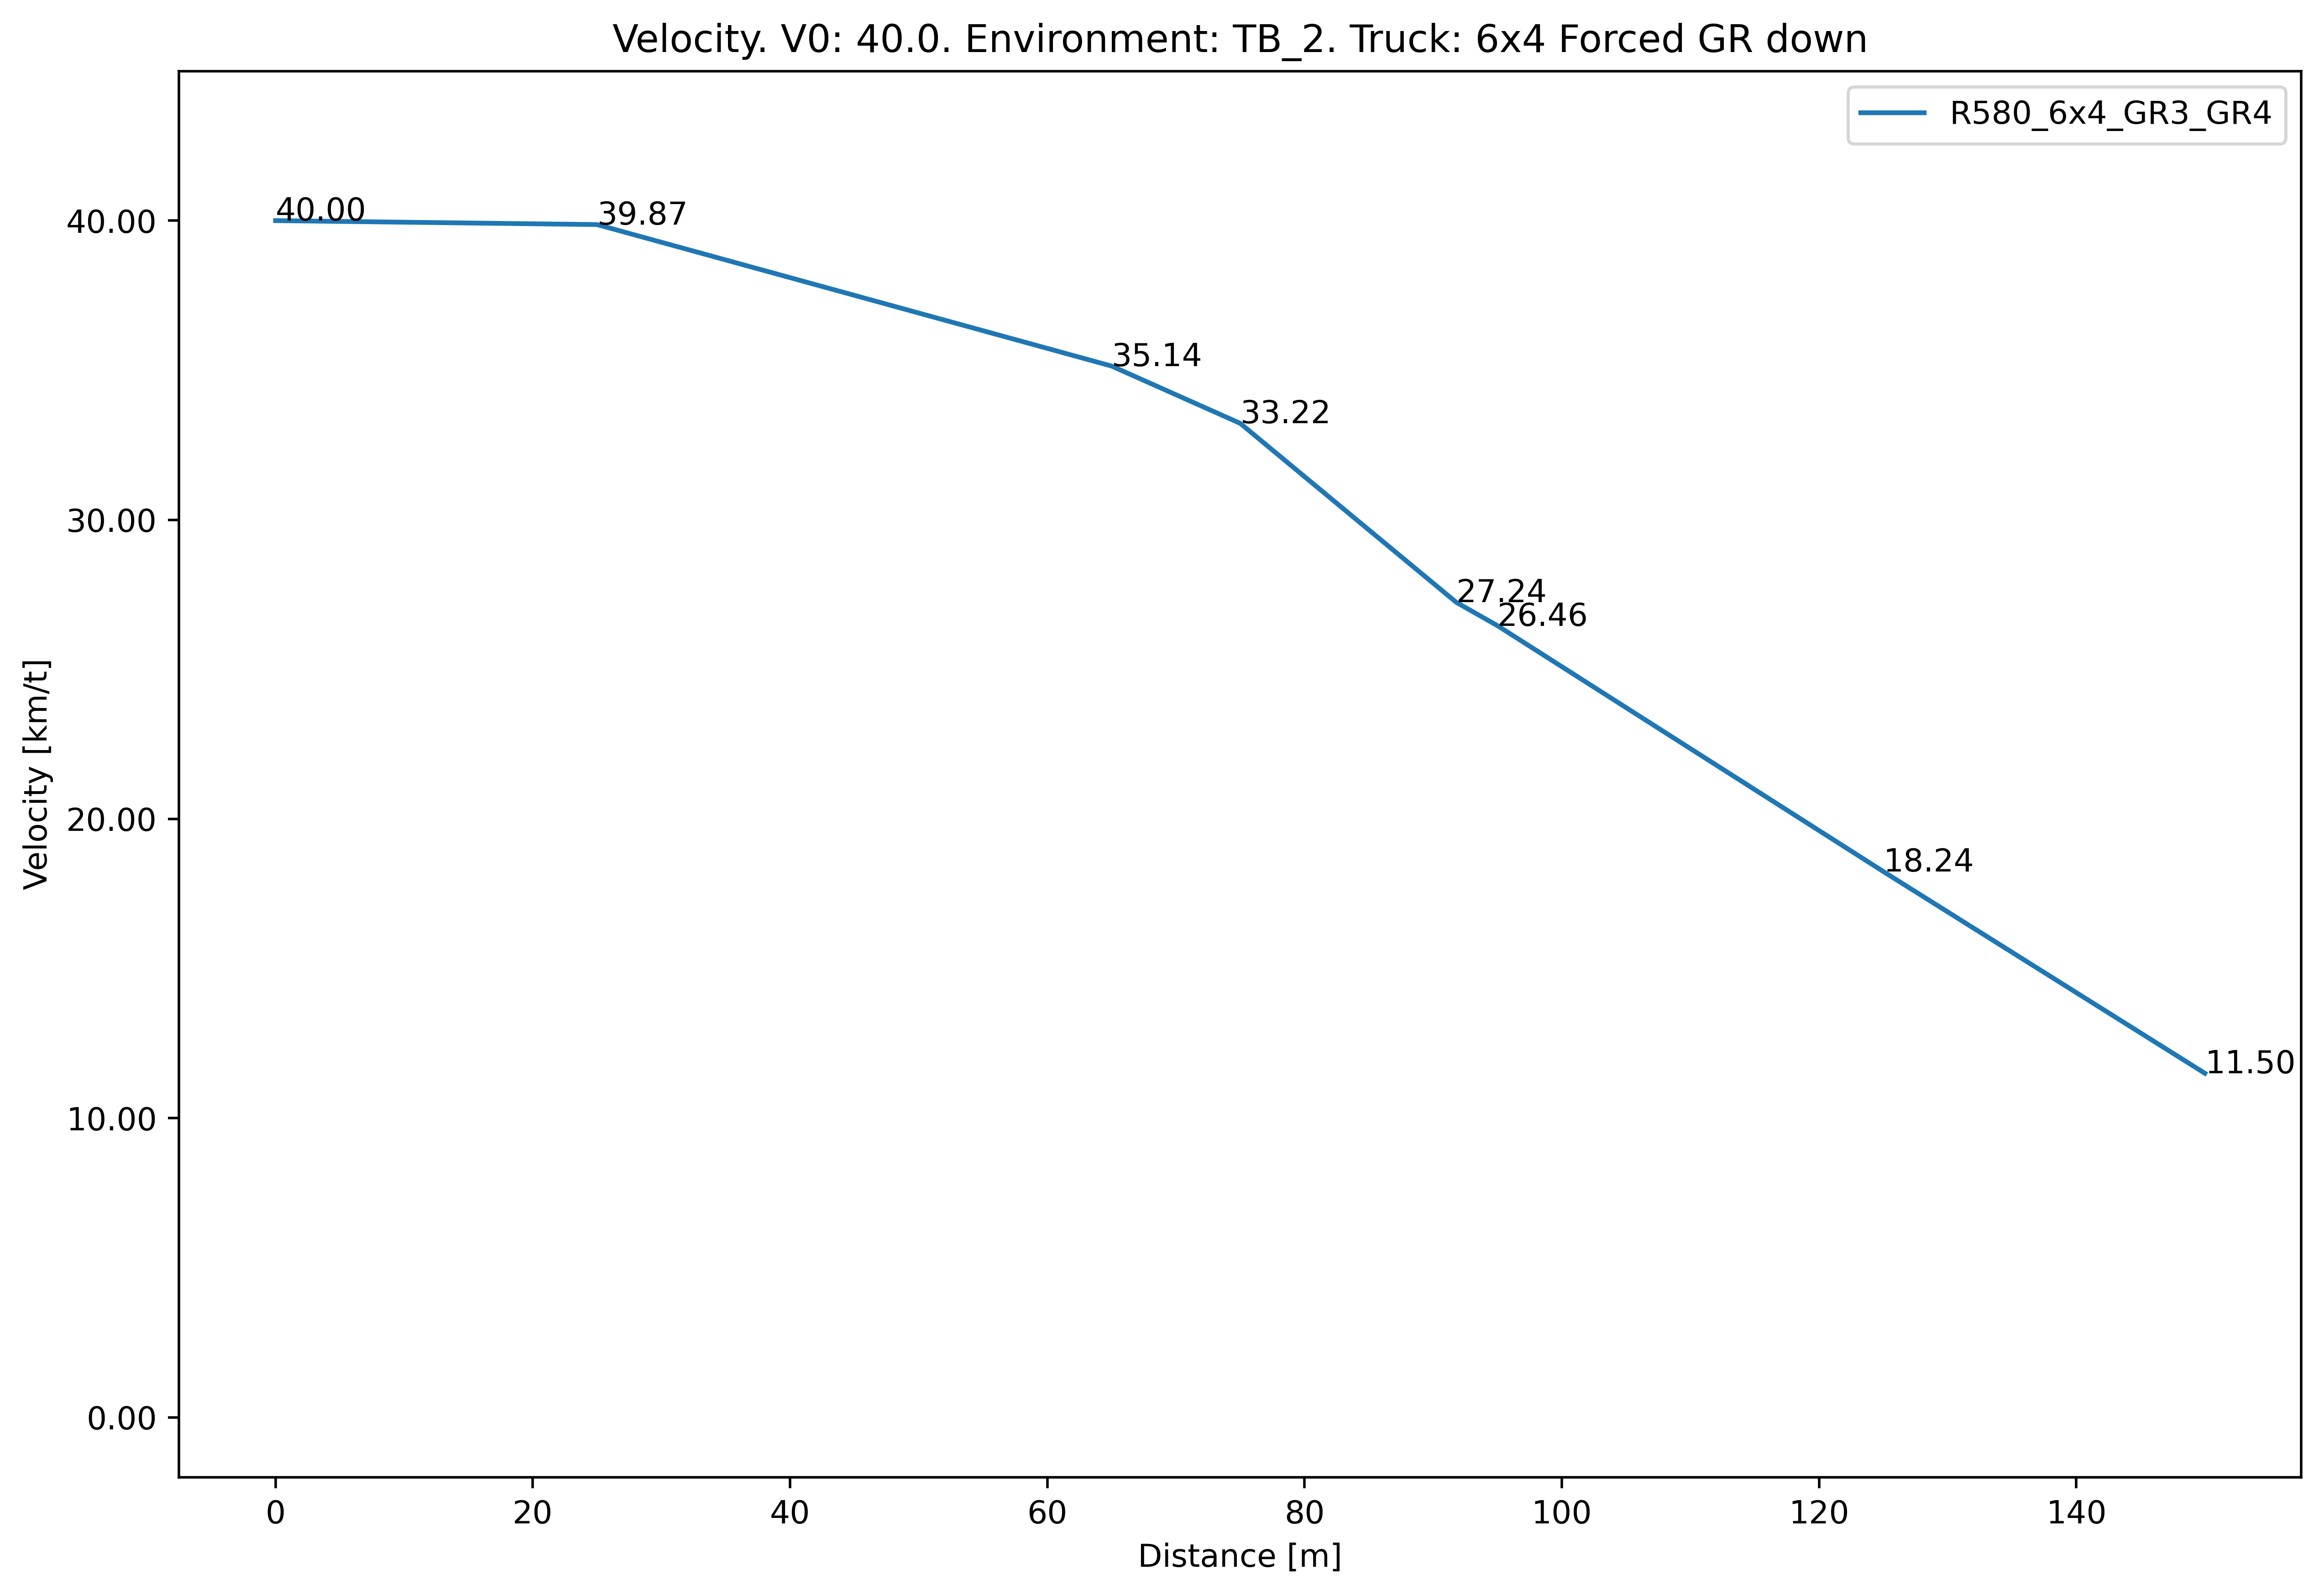 Velocity. V0: 40.0. Environment: TB_2. Truck: 6x4 Forced GR down
R580_6x4_GR3_GR4
40.00
39.87
35.14
33.22
27.24
26.46
18.24
11.50
40.00
30.00
20.00
10.00
0.00
Velocity [km/t]
0 20 40 60 80 100 120 140
Distance [m]